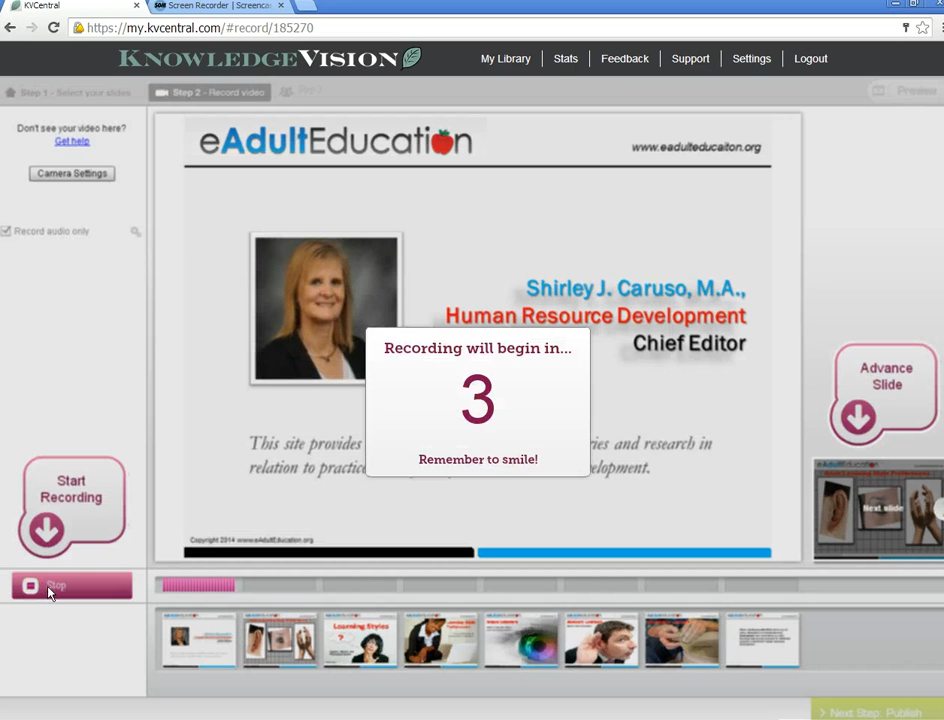 KVCentral
Screen Recorder | Screencas
https://my.kvcentral.com/#record/185270
KNOWLEDGEVISION
My Library
Stats
Feedback
Support
Settings
Logout
Step 1 - Select your slides
Step 2 - Record video
Preview
Don't see your video here?
Get help
Camera Settings
Record audio only
eAdultEducation
www.eadulteducaiton.org
Shirley J. Caruso, M.A.,
Human Resource Development
Chief Editor
Recording will begin in...
3
Remember to smile!
This site provides
ries and research in
relation to practice
elopment.
Copyright 2014 www.eAdultEducation.org
Start
Recording
Stop
Advance
Slide
Next slide
Learning Styles
Next Step: Publish